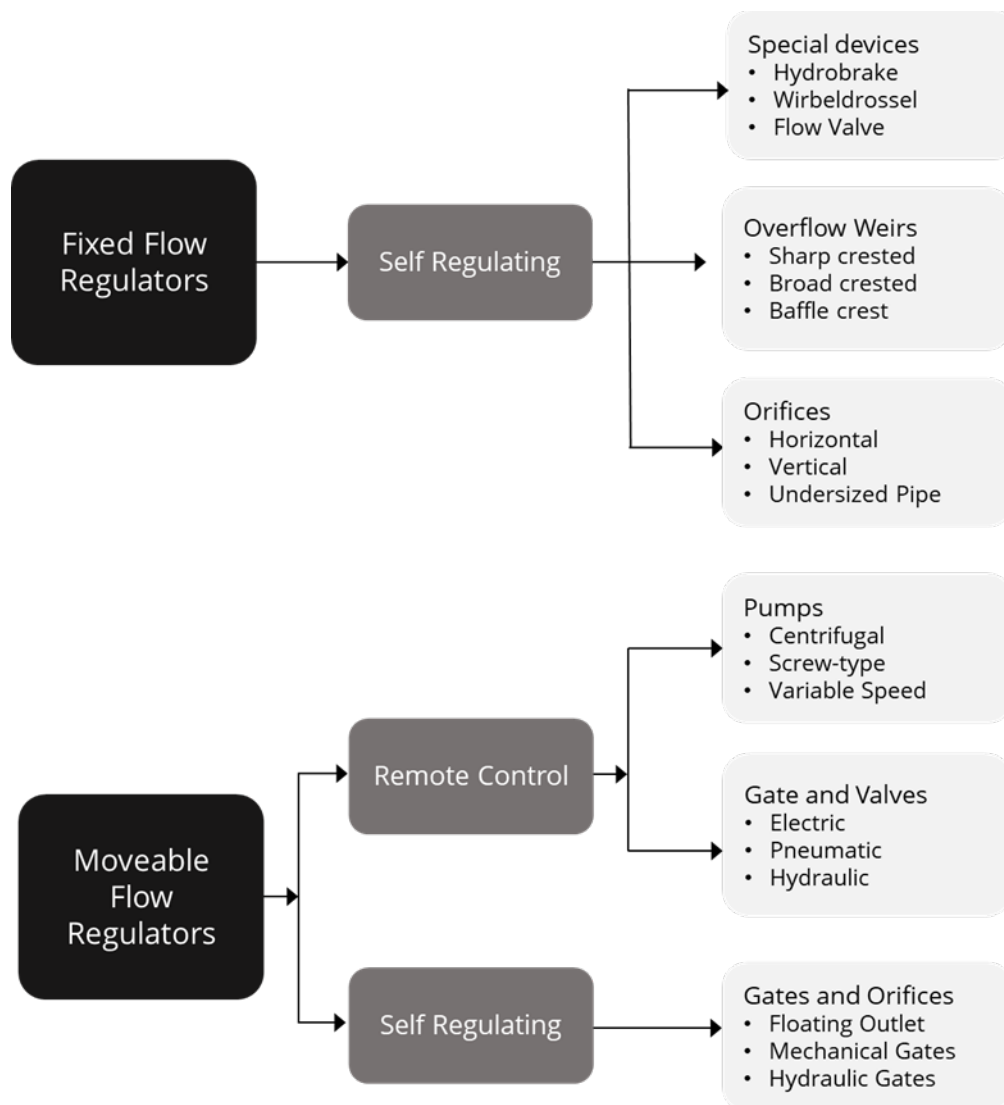 Fixed Flow
Regulators
Self Regulating
Special devices
• Hydrobrake
• Wirbeldrossel
• Flow Valve
Overflow Weirs
• Sharp crested
• Broad crested
• Baffle crest
Orifices
• Horizontal
• Vertical
• Undersized Pipe
Moveable
Flow
Regulators
Remote Control
Pumps
• Centrifugal
• Screw-type
• Variable Speed
Gate and Valves
• Electric
• Pneumatic
• Hydraulic
Self Regulating
Gates and Orifices
• Floating Outlet
• Mechanical Gates
• Hydraulic Gates